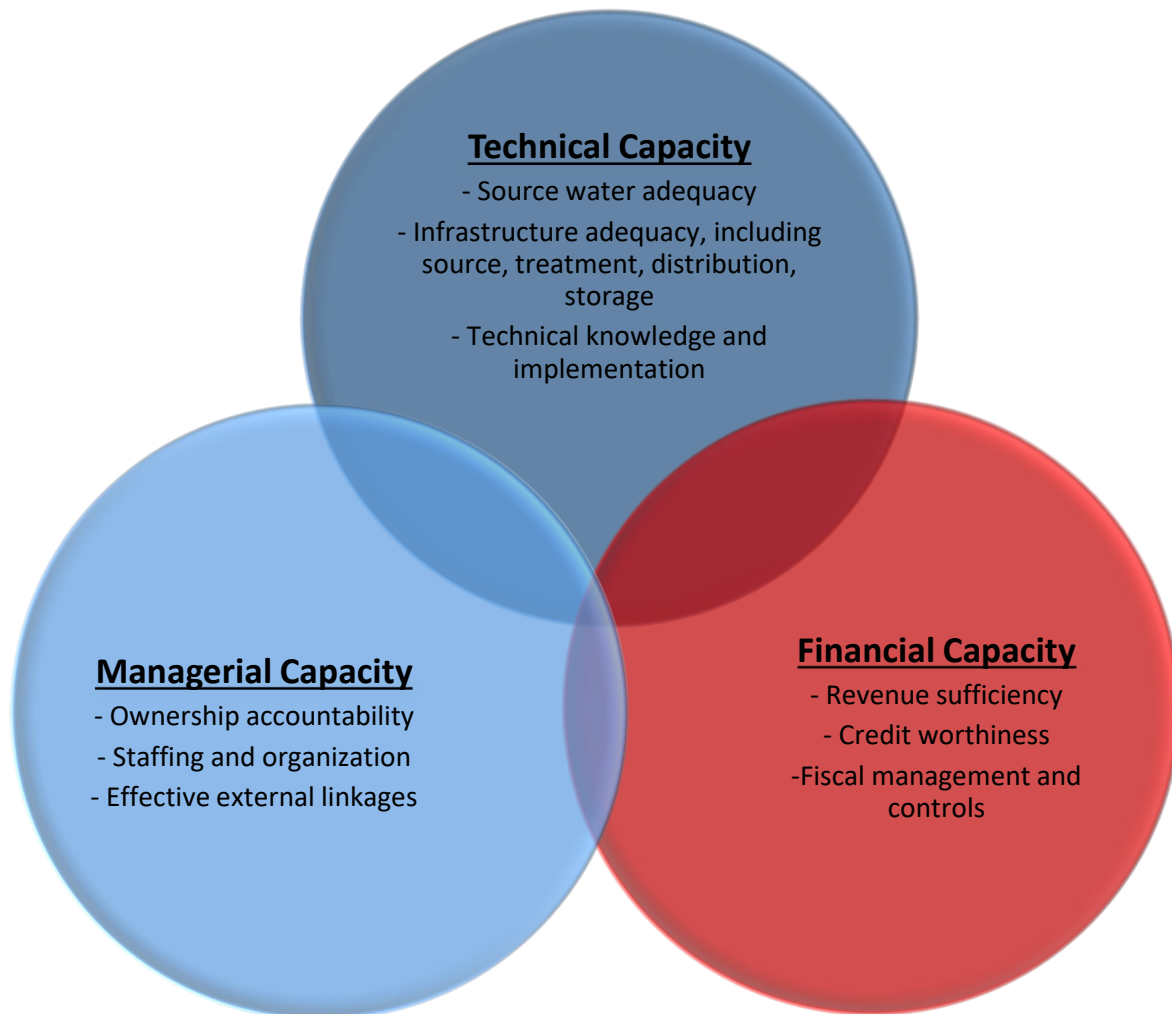 Technical Capacity
- Source water adequacy
- Infrastructure adequacy, including
source, treatment, distribution,
storage
- Technical knowledge and
implementation
Managerial Capacity
- Ownership accountability
- Staffing and organization
- Effective external linkages
Financial Capacity
- Revenue sufficiency
- Credit worthiness
-Fiscal management and
controls